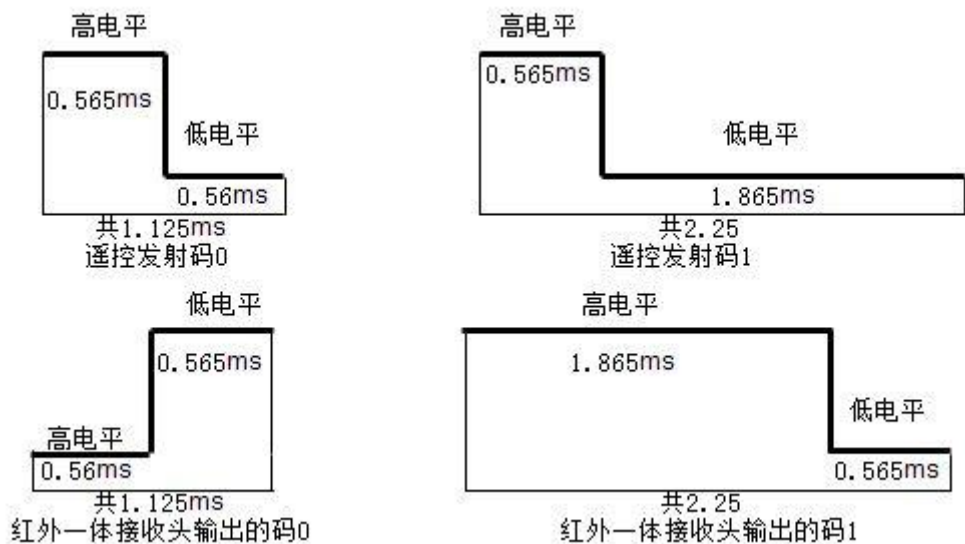 高电平
0.565ms
低电平
0.56ms
共1.125ms
遥控发射码0
高电平
0.565ms
低电平
1.865ms
共2.25
遥控发射码1
低电平
0.565ms
高电平
0.56ms
共1.125ms
红外一体接收头输出的码0
高电平
1.865ms
低电平
0.565ms
共2.25
红外一体接收头输出的码1